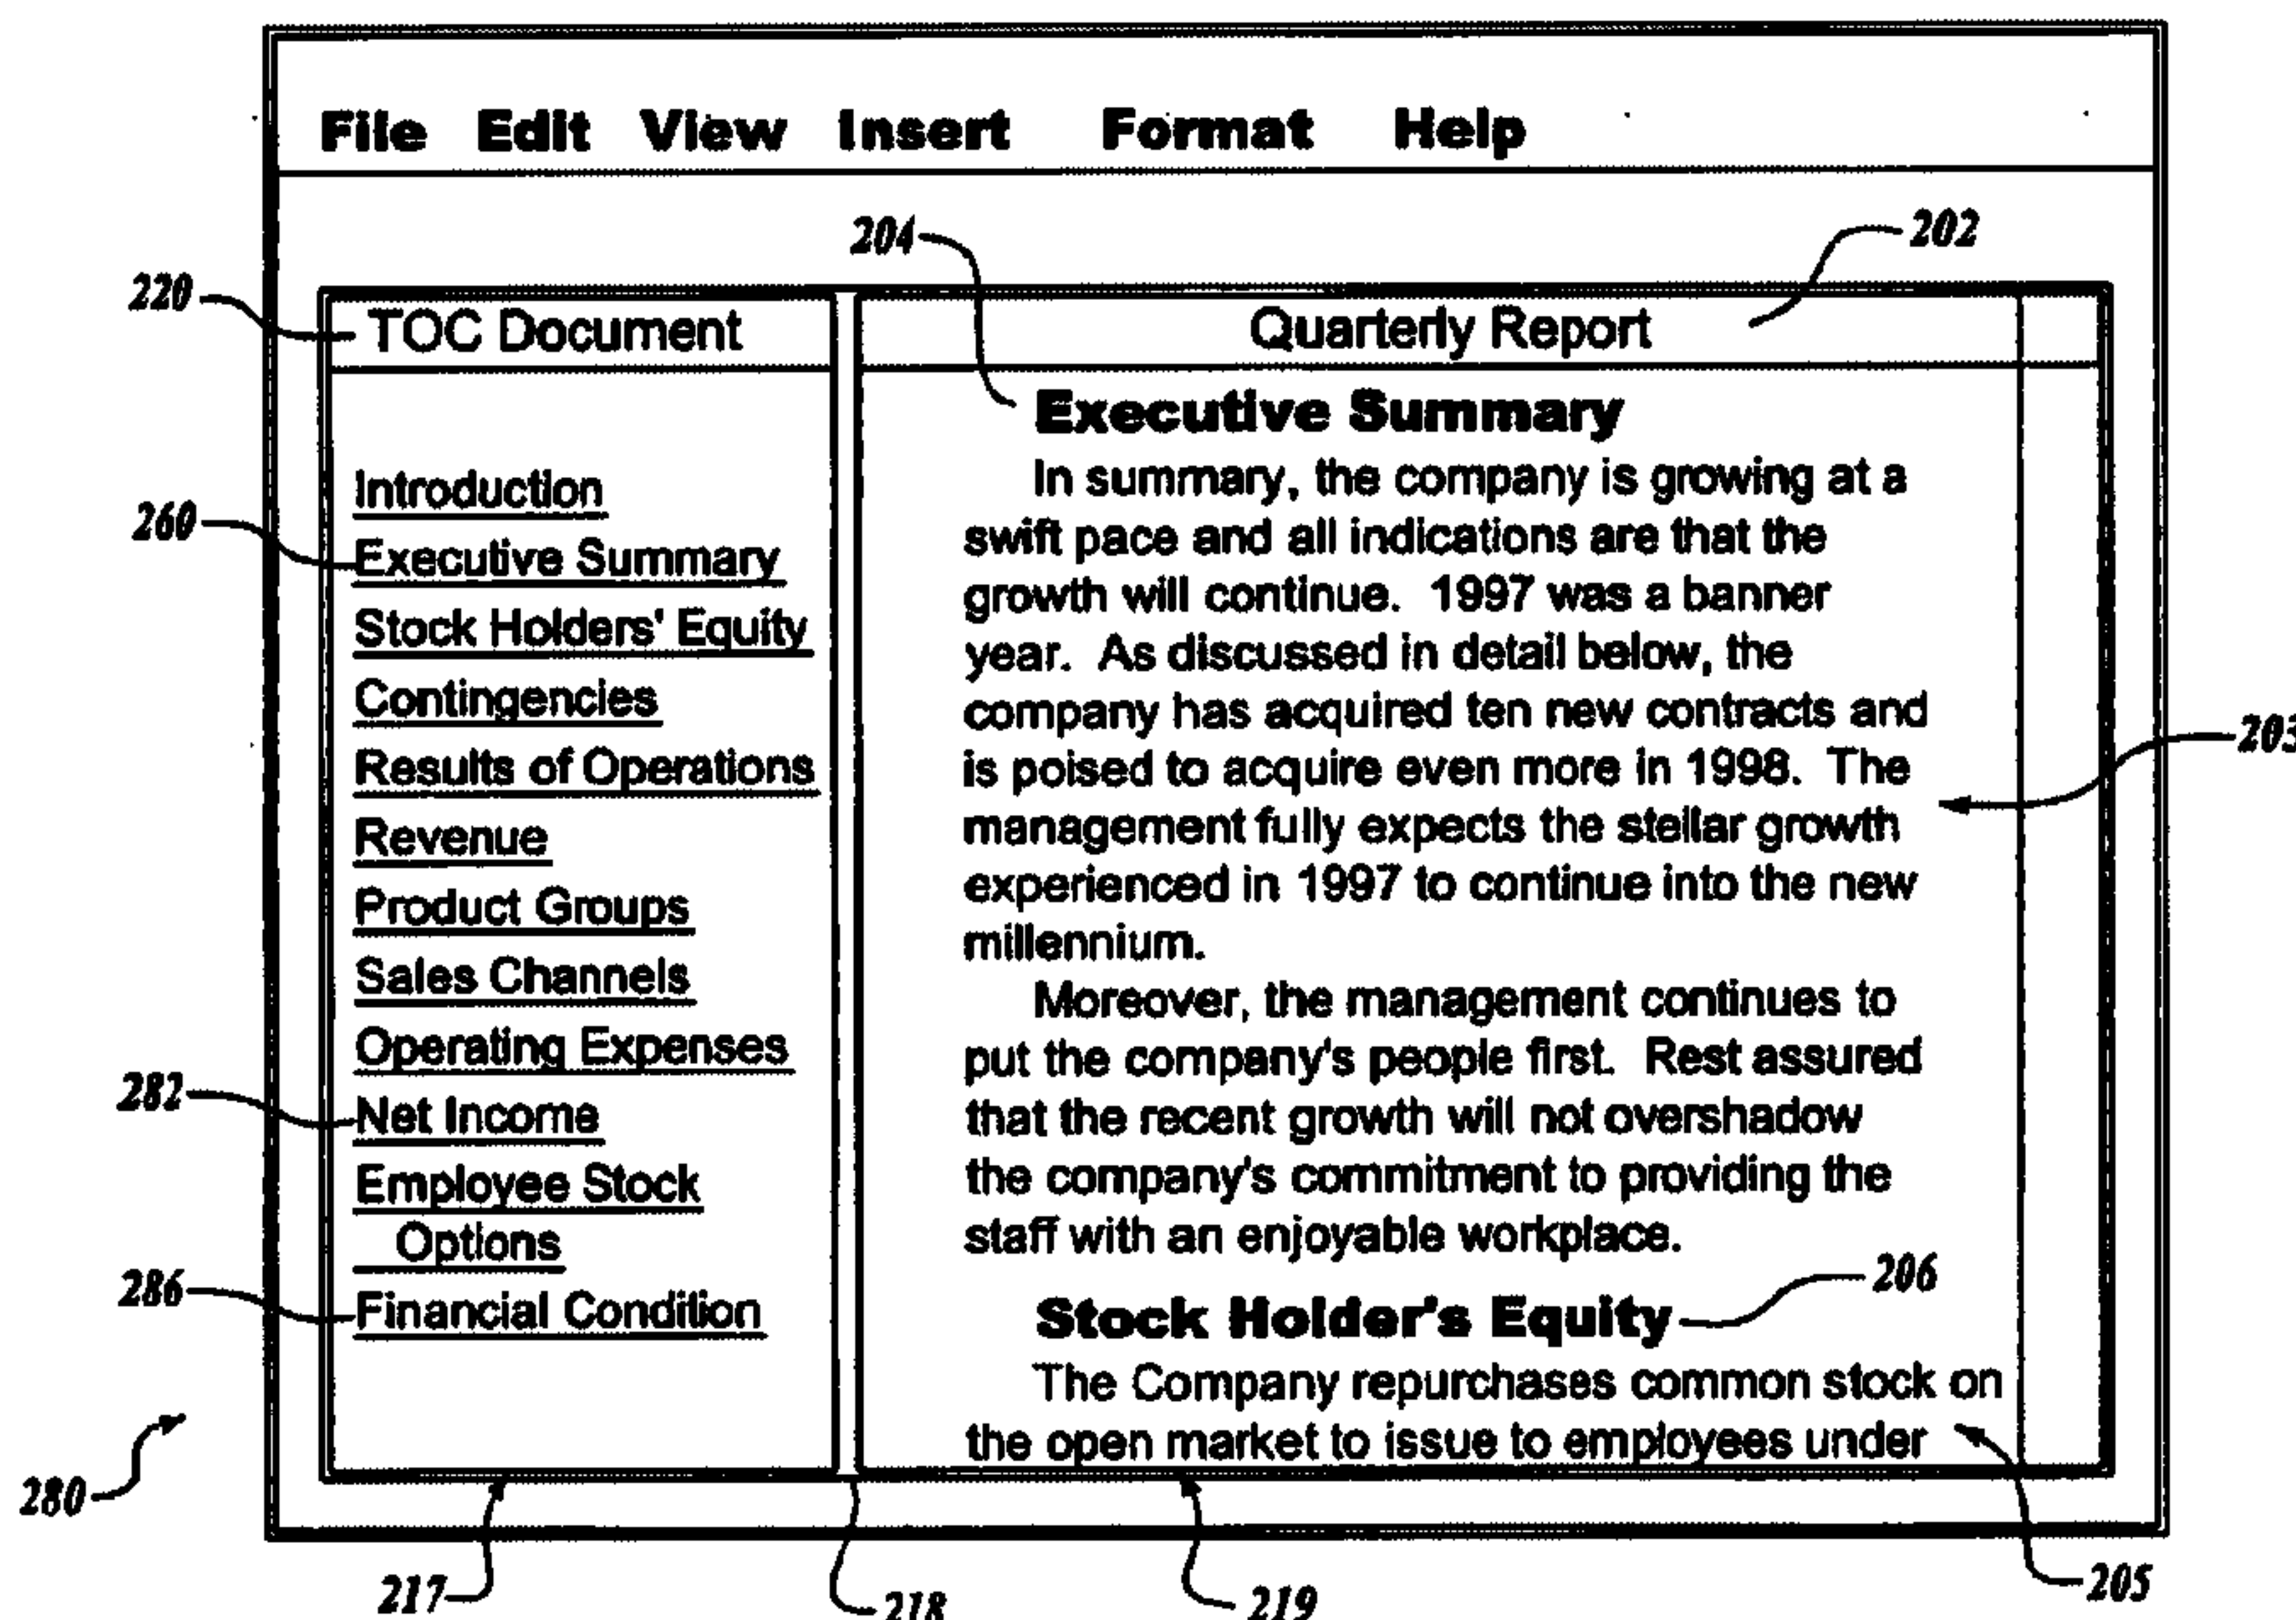 File Edit View Insert Format Help
204
202
220
TOC Document
Quarterly Report
Introduction
260
Executive Summary
Stock Holders' Equity
Contingencies
Results of Operations
Revenue
Product Groups
Sales Channels
Operating Expenses
282
Net Income
Employee Stock
Options
286
Financial Condition
Executive Summary
In summary, the company is growing at a
swift pace and all indications are that the
growth will continue. 1997 was a banner
year. As discussed in detail below, the
company has acquired ten new contracts and
is poised to acquire even more in 1998. The
management fully expects the stellar growth
experienced in 1997 to continue into the new
millennium.
203
Moreover, the management continues to
put the company's people first. Rest assured
that the recent growth will not overshadow
the company's commitment to providing the
staff with an enjoyable workplace.
206
Stock Holder's Equity
The Company repurchases common stock on
the open market to issue to employees under
280
217
218
219
205